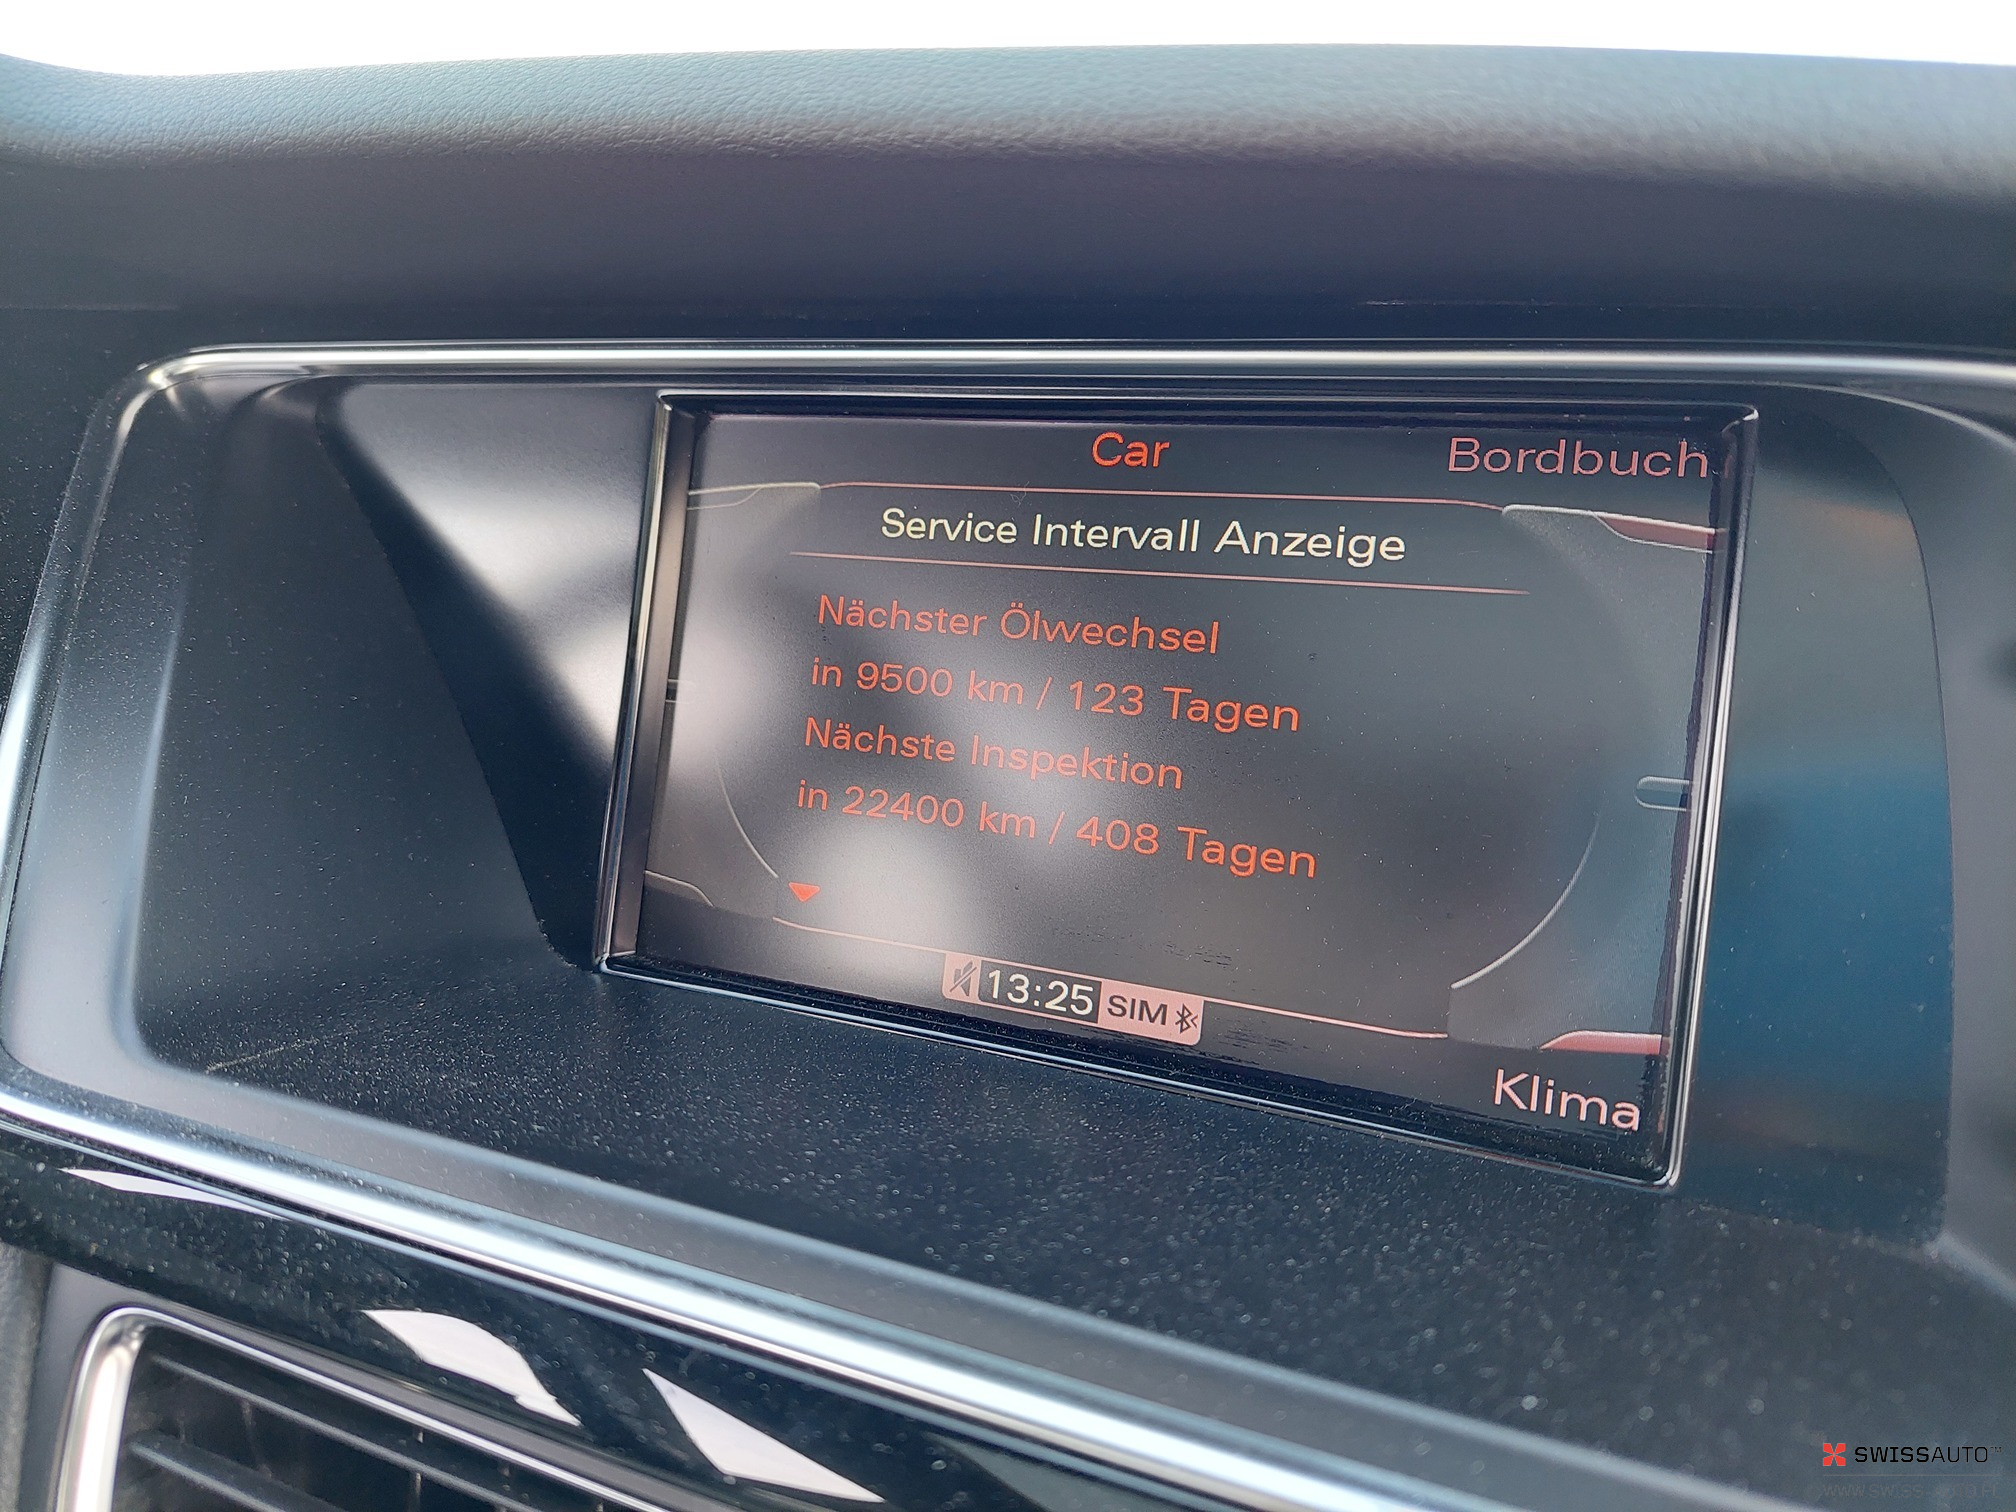 Car
Bordbuch
Service Intervall Anzeige
Nächster Ölwechsel
in 9500 km / 123 Tagen
Nächste Inspektion
in 22400 km / 408 Tagen
13:25 SIM
Klima
SWISSAUTO™